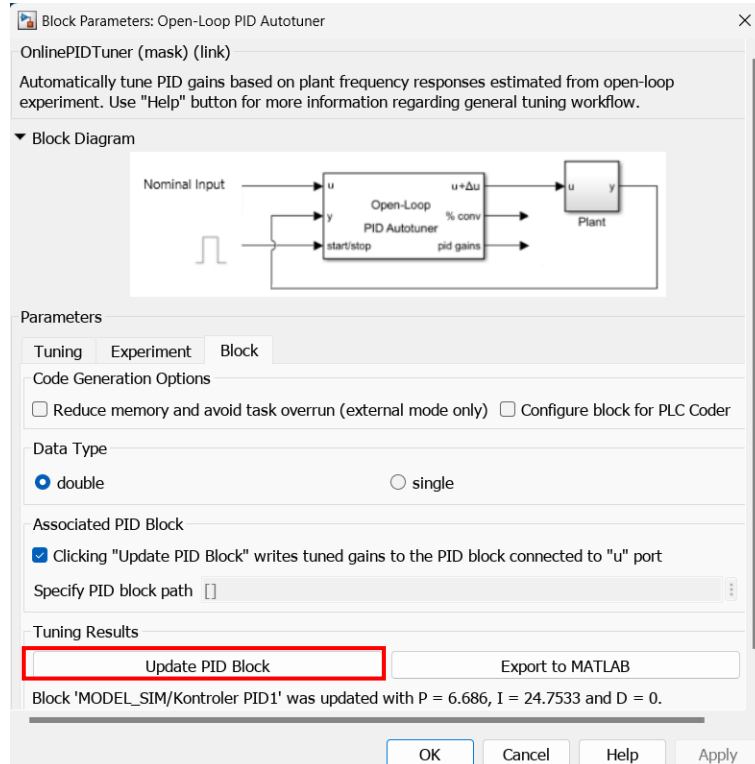 Block Parameters: Open-Loop PID Autotuner
OnlinePIDTuner (mask) (link)
Automatically tune PID gains based on plant frequency responses estimated from open-loop
experiment. Use "Help" button for more information regarding general tuning workflow.
Block Diagram
Nominal Input
u
u+Δu
y
Open-Loop
PID Autotuner
% conv
start/stop
pid gains
u y
Plant
Parameters
Tuning Experiment Block
Code Generation Options
Reduce memory and avoid task overrun (external mode only) Configure block for PLC Coder
Data Type
double single
Associated PID Block
Clicking "Update PID Block" writes tuned gains to the PID block connected to "u" port
Specify PID block path []
Tuning Results
Update PID Block Export to MATLAB
Block 'MODEL_SIM/Kontroler PID1' was updated with P = 6.686, I = 24.7533 and D = 0.
OK Cancel Help Apply